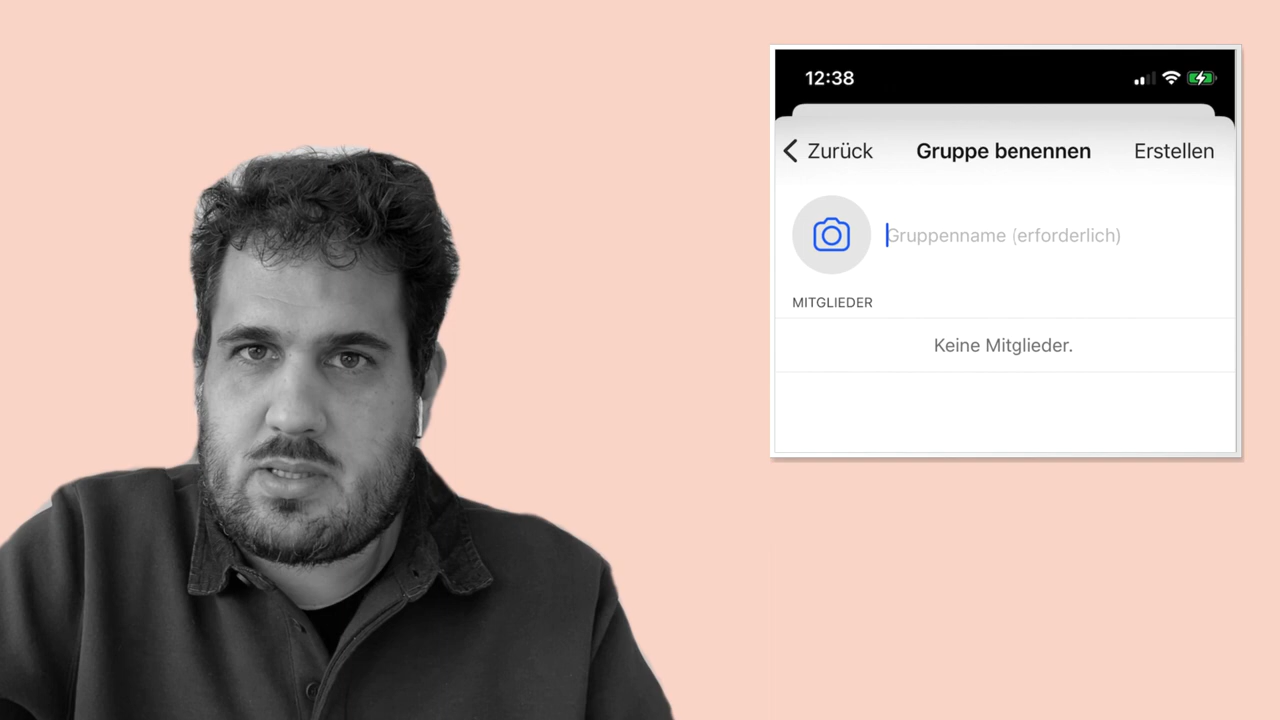 12:38
Zurück Gruppe benennen Erstellen
Gruppenname (erforderlich)
MITGLIEDER
Keine Mitglieder.